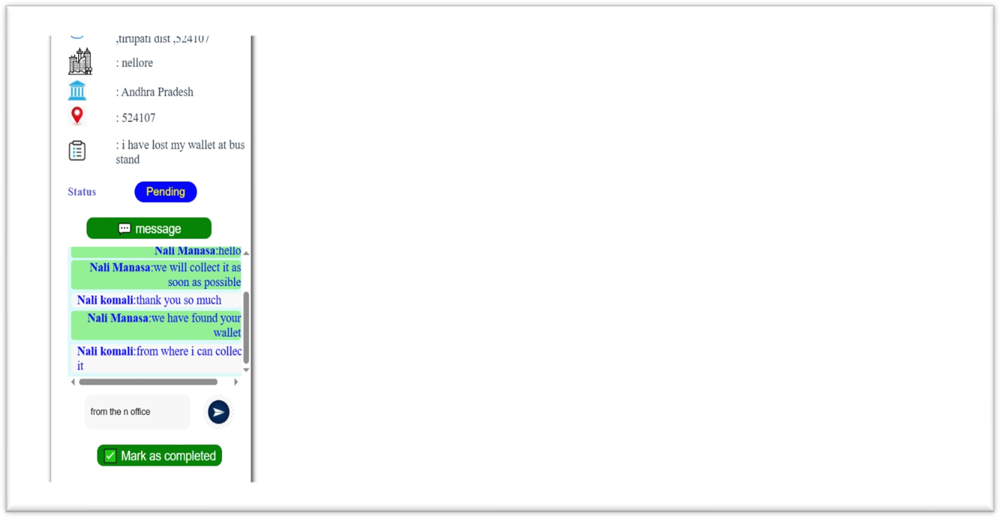 ,tirupati dist ,524107
: nellore
: Andhra Pradesh
: 524107
: i have lost my wallet at bus
stand
Status
Pending
message
Nali Manasa:hello
Nali Manasa:we will collect it as
soon as possible
Nali komali:thank you so much
Nali Manasa:we have found your
wallet
Nali komali:from where i can collec
it
from the n office
Mark as completed